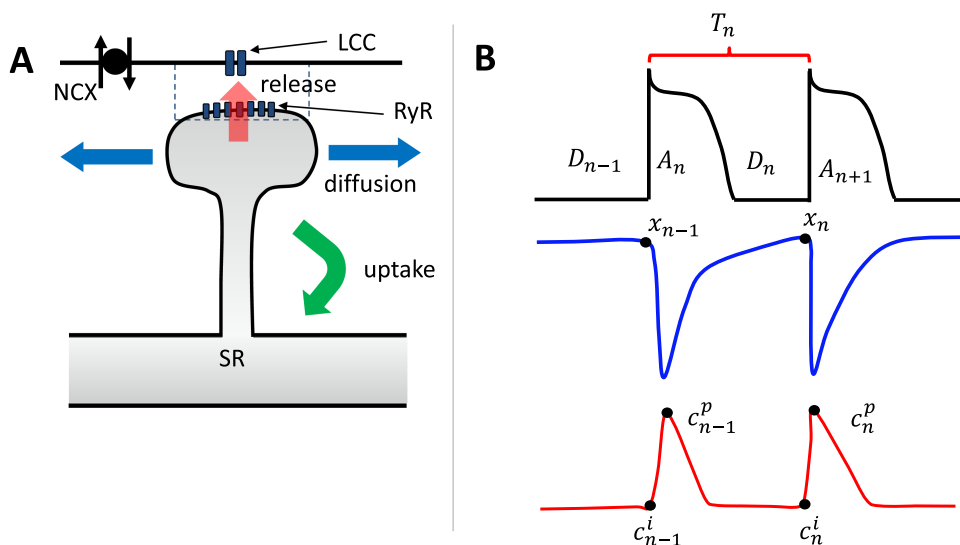 A
LCC
NCX
release
RyR
diffusion
uptake
SR
B
T_n
D_{n-1}
A_n
D_n
A_{n+1}
x_{n-1}
x_n
c^p_{n-1}
c^p_n
c^i_{n-1}
c^i_n